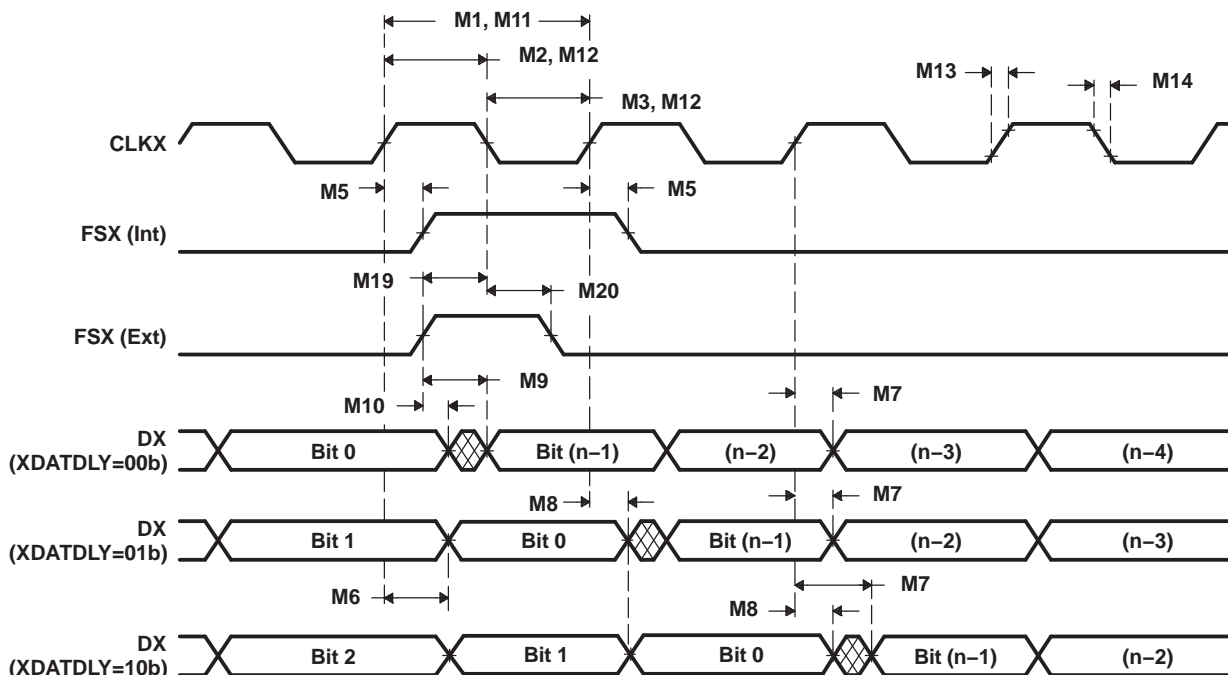 M1, M11
M2, M12
M13
M14
M3, M12
CLKX
M5
M5
FSX (Int)
M19
M20
FSX (Ext)
M9
M10
M7
DX
(XDATDLY=00b)
Bit 0
Bit (n−1)
(n−2)
(n−3)
(n−4)
M8
M7
DX
(XDATDLY=01b)
Bit 1
Bit 0
Bit (n−1)
(n−2)
(n−3)
M6
M7
M8
DX
(XDATDLY=10b)
Bit 2
Bit 1
Bit 0
Bit (n−1)
(n−2)